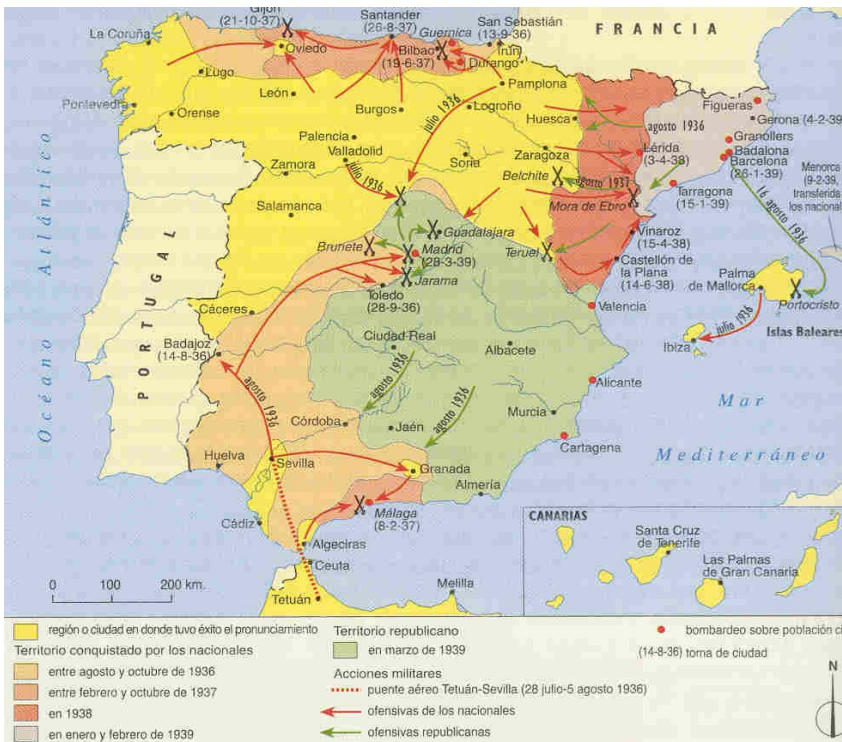 Gijón
(21-10-37)
Santander
(26-8-37)
Guernica
San Sebastián
(13-9-36)
La Coruña
Oviedo
Bilbao
(19-6-37)
Irún
Durango
FRANCIA
Lugo
León
Pamplona
Pontevedra
Orense
Burgos
Logroño
Huesca
julio 1936
agosto 1936
Figueras
Gerona (4-2-39)
Granollers
Badalona
Barcelona
(26-1-39)
Palencia
Valladolid
Soria
Zaragoza
Lérida
(3-4-38)
Zamora
julio 1936
Belchite
agosto 1937
Mora de Ebro
Tarragona
(15-1-39)
Menorca
(9-2-39,
transferida
los nacional
16 agosto 1936
Salamanca
Guadalajara
Brunete
Madrid
(28-3-39)
Jarama
Teruel
Vinaroz
(15-4-38)
Castellón de
la Plana
(14-6-38)
Palma
de Mallorca
Portocristo
Toledo
(28-9-36)
Cáceres
Valencia
julio 1936
Ibiza
Islas Baleares
Océano Atlántico
PORTUGAL
Badajoz
(14-8-36)
Ciudad Real
Albacete
agosto 1936
agosto 1936
agosto 1936
Alicante
Mar
Mediterráneo
Córdoba
Jaén
Murcia
Cartagena
Huelva
Sevilla
Granada
Almería
Cádiz
Málaga
(8-2-37)
Algeciras
Ceuta
Tetuán
Melilla
0 100 200 km.
CANARIAS
Santa Cruz
de Tenerife
Las Palmas
de Gran Canaria
región o ciudad en donde tuvo éxito el pronunciamiento
Territorio conquistado por los nacionales
entre agosto y octubre de 1936
entre febrero y octubre de 1937
en 1938
en enero y febrero de 1939
Territorio republicano
en marzo de 1939
Acciones militares
puente aéreo Tetuán-Sevilla (28 julio-5 agosto 1936)
ofensivas de los nacionales
ofensivas republicanas
bombardeo sobre población ci
(14-8-36) toma de ciudad
N